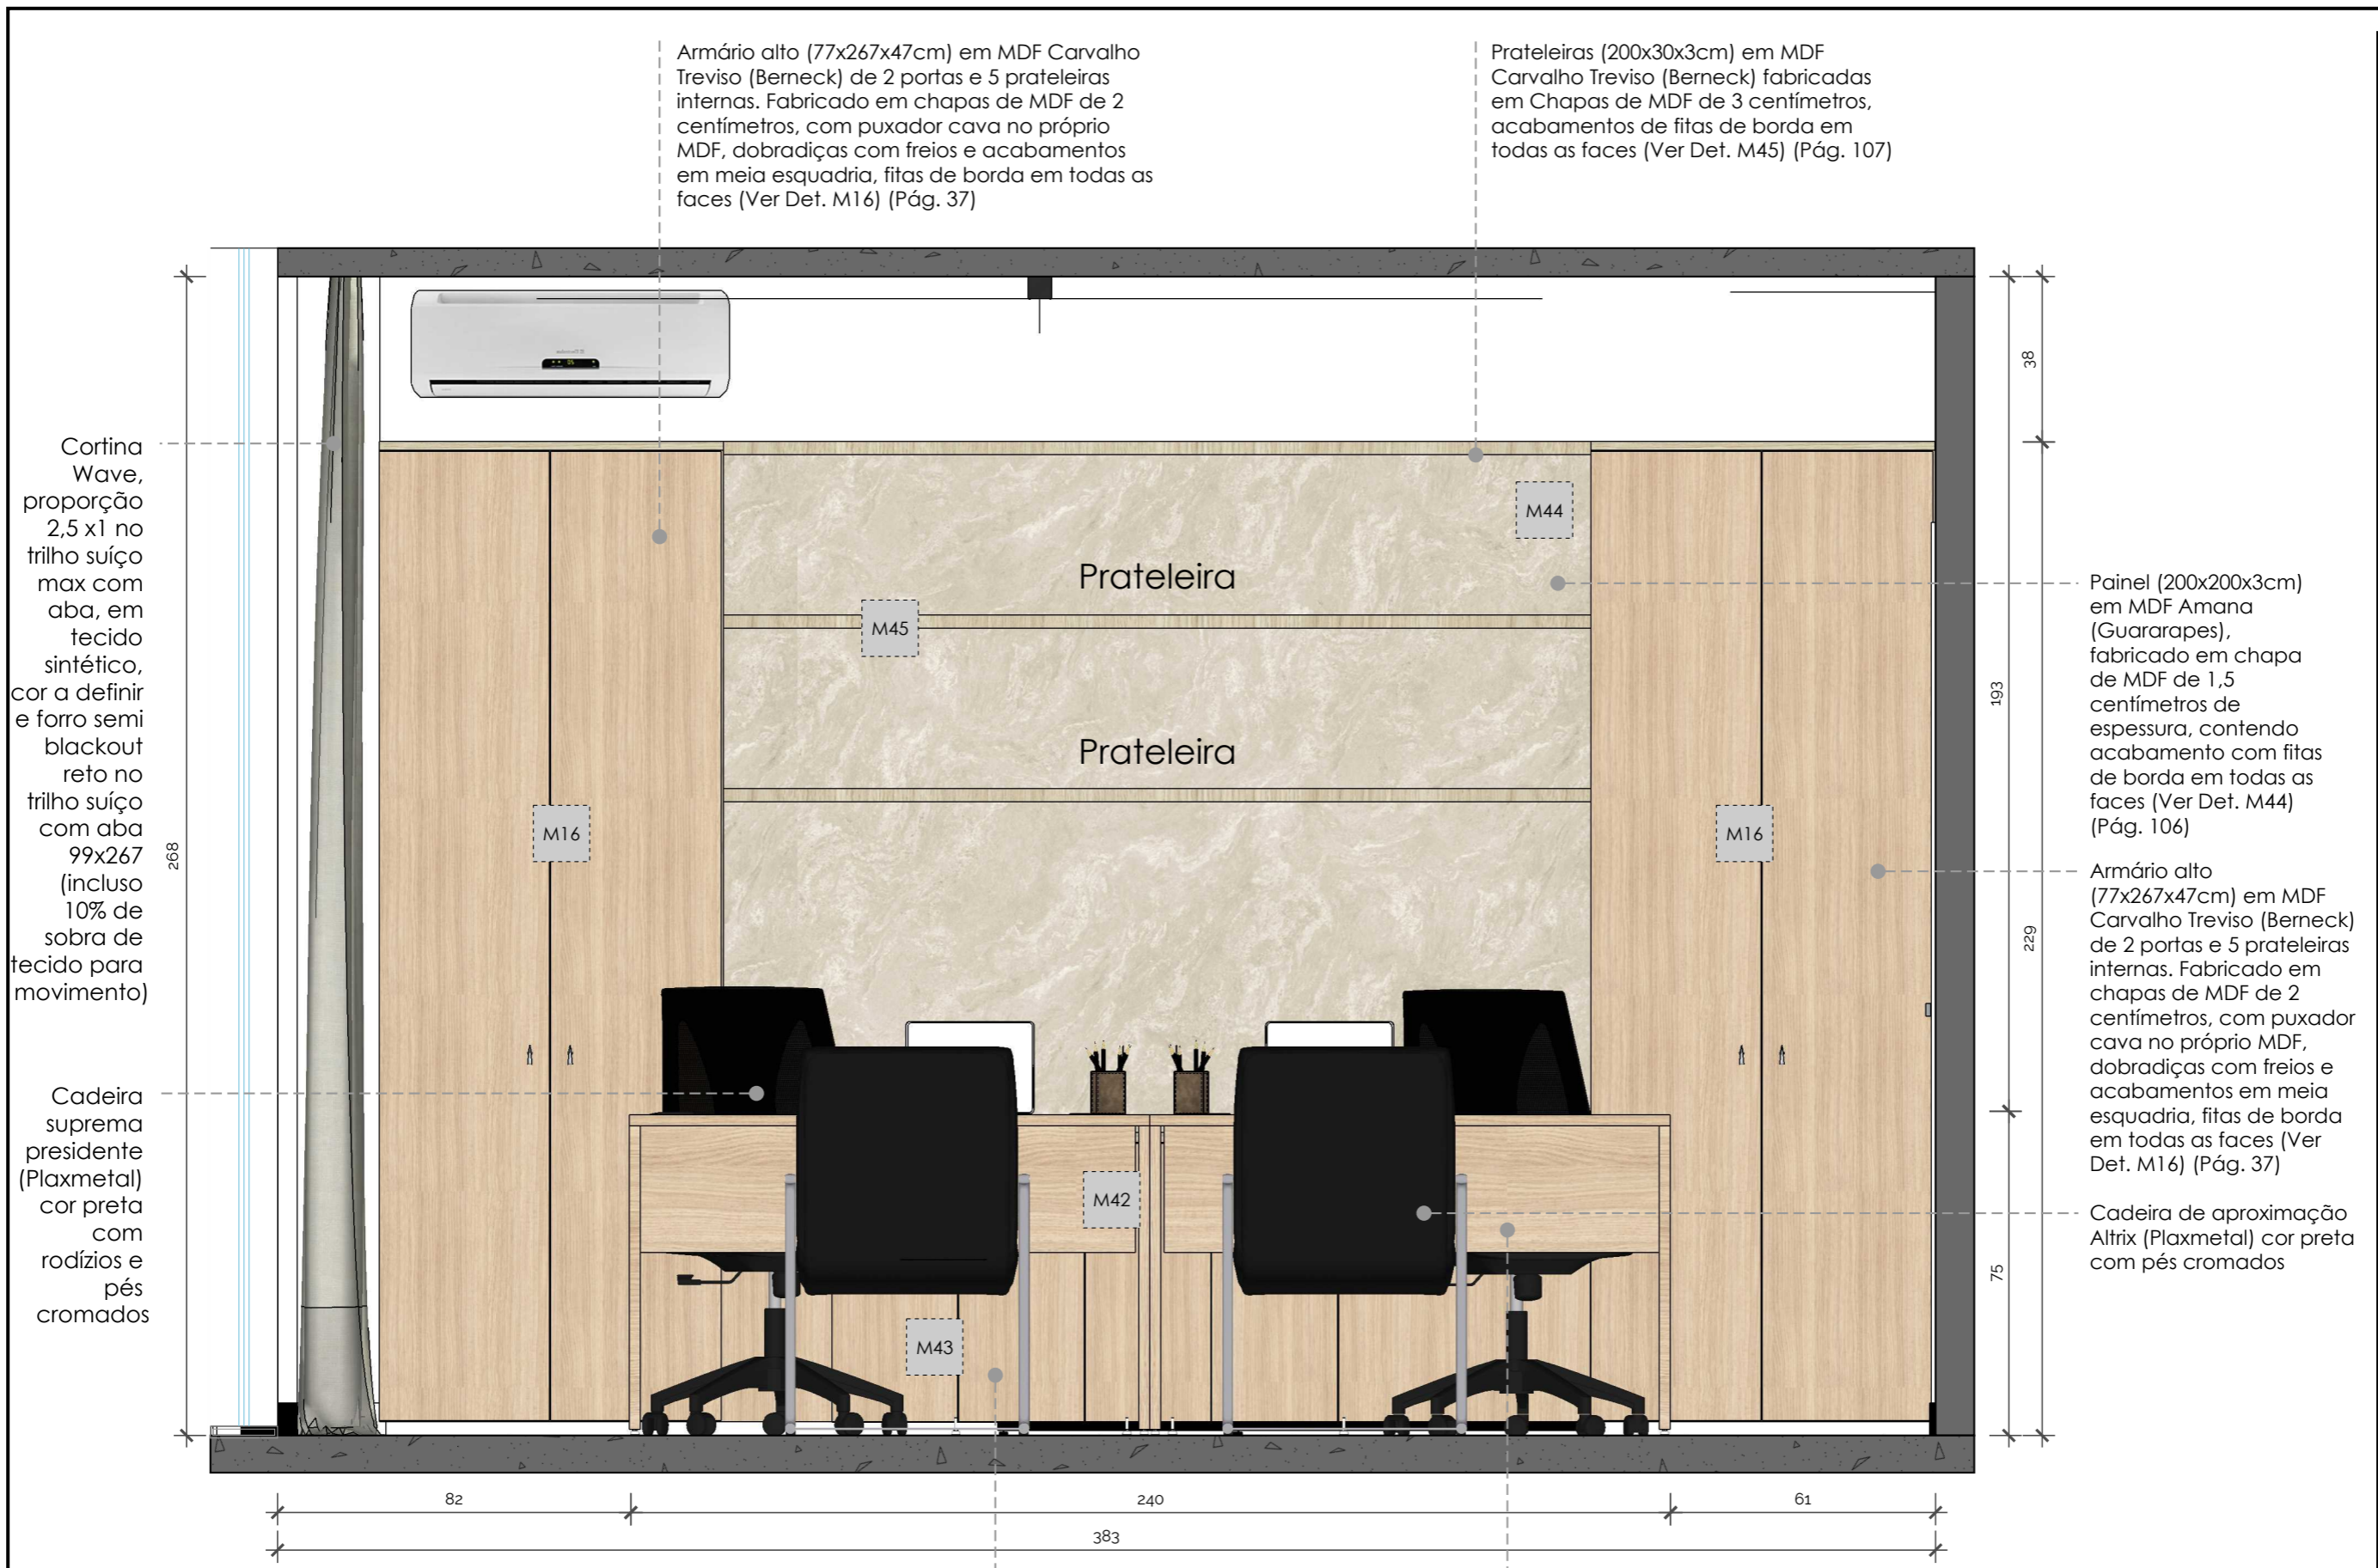 Armário alto (77x267x47cm) em MDF Carvalho
Treviso (Berneck) de 2 portas e 5 prateleiras
internas. Fabricado em chapas de MDF de 2
centímetros, com puxador cava no próprio
MDF, dobradiças com freios e acabamentos
em meia esquadria, fitas de borda em todas as
faces (Ver Det. M16) (Pág. 37)
Prateleiras (200x30x3cm) em MDF
Carvalho Treviso (Berneck) fabricadas
em Chapas de MDF de 3 centímetros,
acabamentos de fitas de borda em
todas as faces (Ver Det. M45) (Pág. 107)
Cortina
Wave,
proporção
2,5 x1 no
trilho suíço
max com
aba, em
tecido
sintético,
cor a definir
e forro semi
blackout
reto no
trilho suíço
com aba
99x267
(incluso
10% de
sobra de
tecido para
movimento)
Cadeira
suprema
presidente
(Plaxmetal)
cor preta
com
rodízios e
pés
cromados
268
M44
Prateleira
M45
Prateleira
M16
M16
M42
M43
38
193
229
75
Painel (200x200x3cm)
em MDF Amana
(Guararapes),
fabricado em chapa
de MDF de 1,5
centímetros de
espessura, contendo
acabamento com fitas
de borda em todas as
faces (Ver Det. M44)
(Pág. 106)
Armário alto
(77x267x47cm) em MDF
Carvalho Treviso (Berneck)
de 2 portas e 5 prateleiras
internas. Fabricado em
chapas de MDF de 2
centímetros, com puxador
cava no próprio MDF,
dobradiças com freios e
acabamentos em meia
esquadria, fitas de borda
em todas as faces (Ver
Det. M16) (Pág. 37)
Cadeira de aproximação
Altrix (Plaxmetal) cor preta
com pés cromados
82
240
61
383